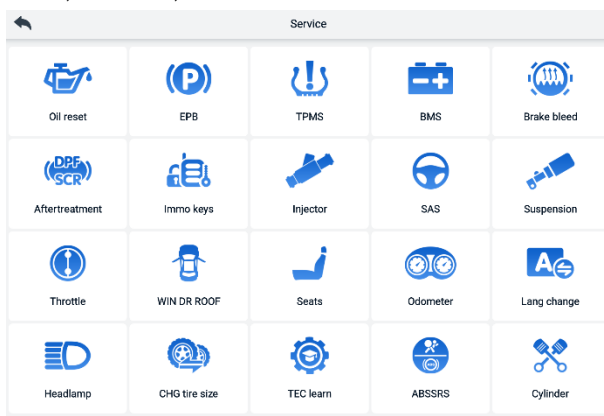 Service
Oil reset
EPB
TPMS
BMS
Brake bleed
DPF
SCR
Aftertreatment
Immo keys
Injector
SAS
Suspension
Throttle
WIN DR ROOF
Seats
Odometer
A
Lang change
Headlamp
CHG tire size
TEC learn
ABSSRS
Cylinder